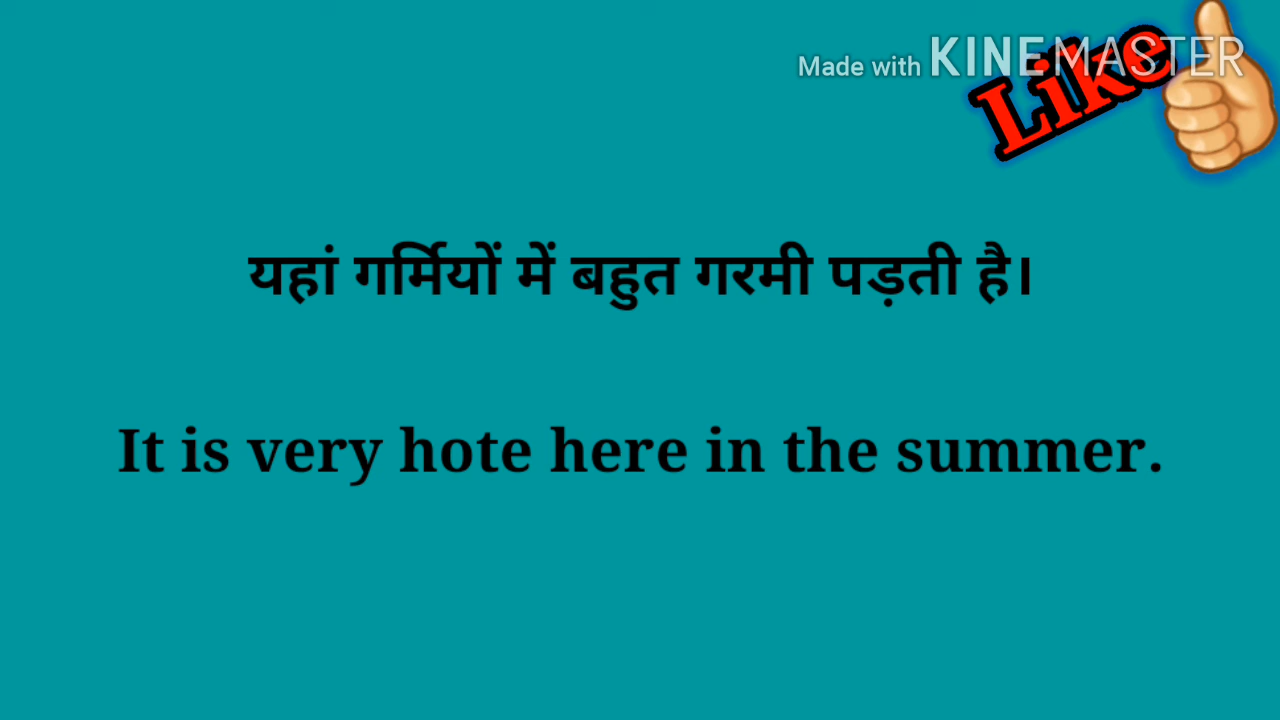 Made with KINEMASTER
Like
यहां गर्मियों में बहुत गरमी पड़ती है।
It is very hote here in the summer.